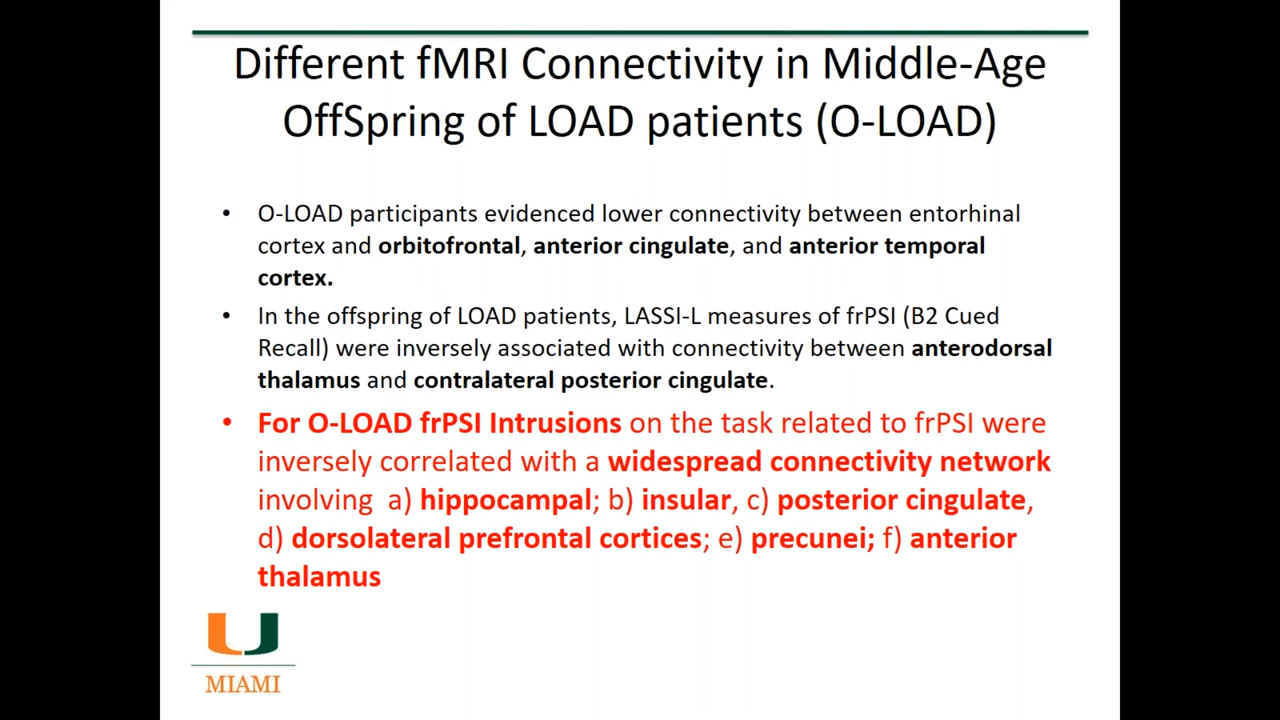 Different fMRI Connectivity in Middle-Age
OffSpring of LOAD patients (O-LOAD)
• O-LOAD participants evidenced lower connectivity between entorhinal
cortex and orbitofrontal, anterior cingulate, and anterior temporal
cortex.
• In the offspring of LOAD patients, LASSI-L measures of frPSI (B2 Cued
Recall) were inversely associated with connectivity between anterodorsal
thalamus and contralateral posterior cingulate.
• For O-LOAD frPSI Intrusions on the task related to frPSI were
inversely correlated with a widespread connectivity network
involving a) hippocampal; b) insular, c) posterior cingulate,
d) dorsolateral prefrontal cortices; e) precunei; f) anterior
thalamus
U
MIAMI